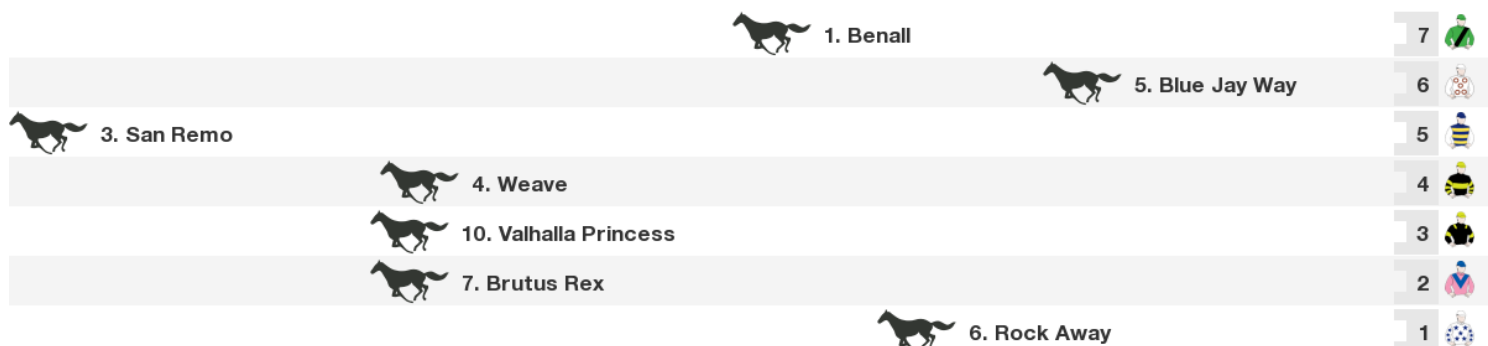 1. Benall 7
5. Blue Jay Way 6
3. San Remo 5
4. Weave 4
10. Valhalla Princess 3
7. Brutus Rex 2
6. Rock Away 1